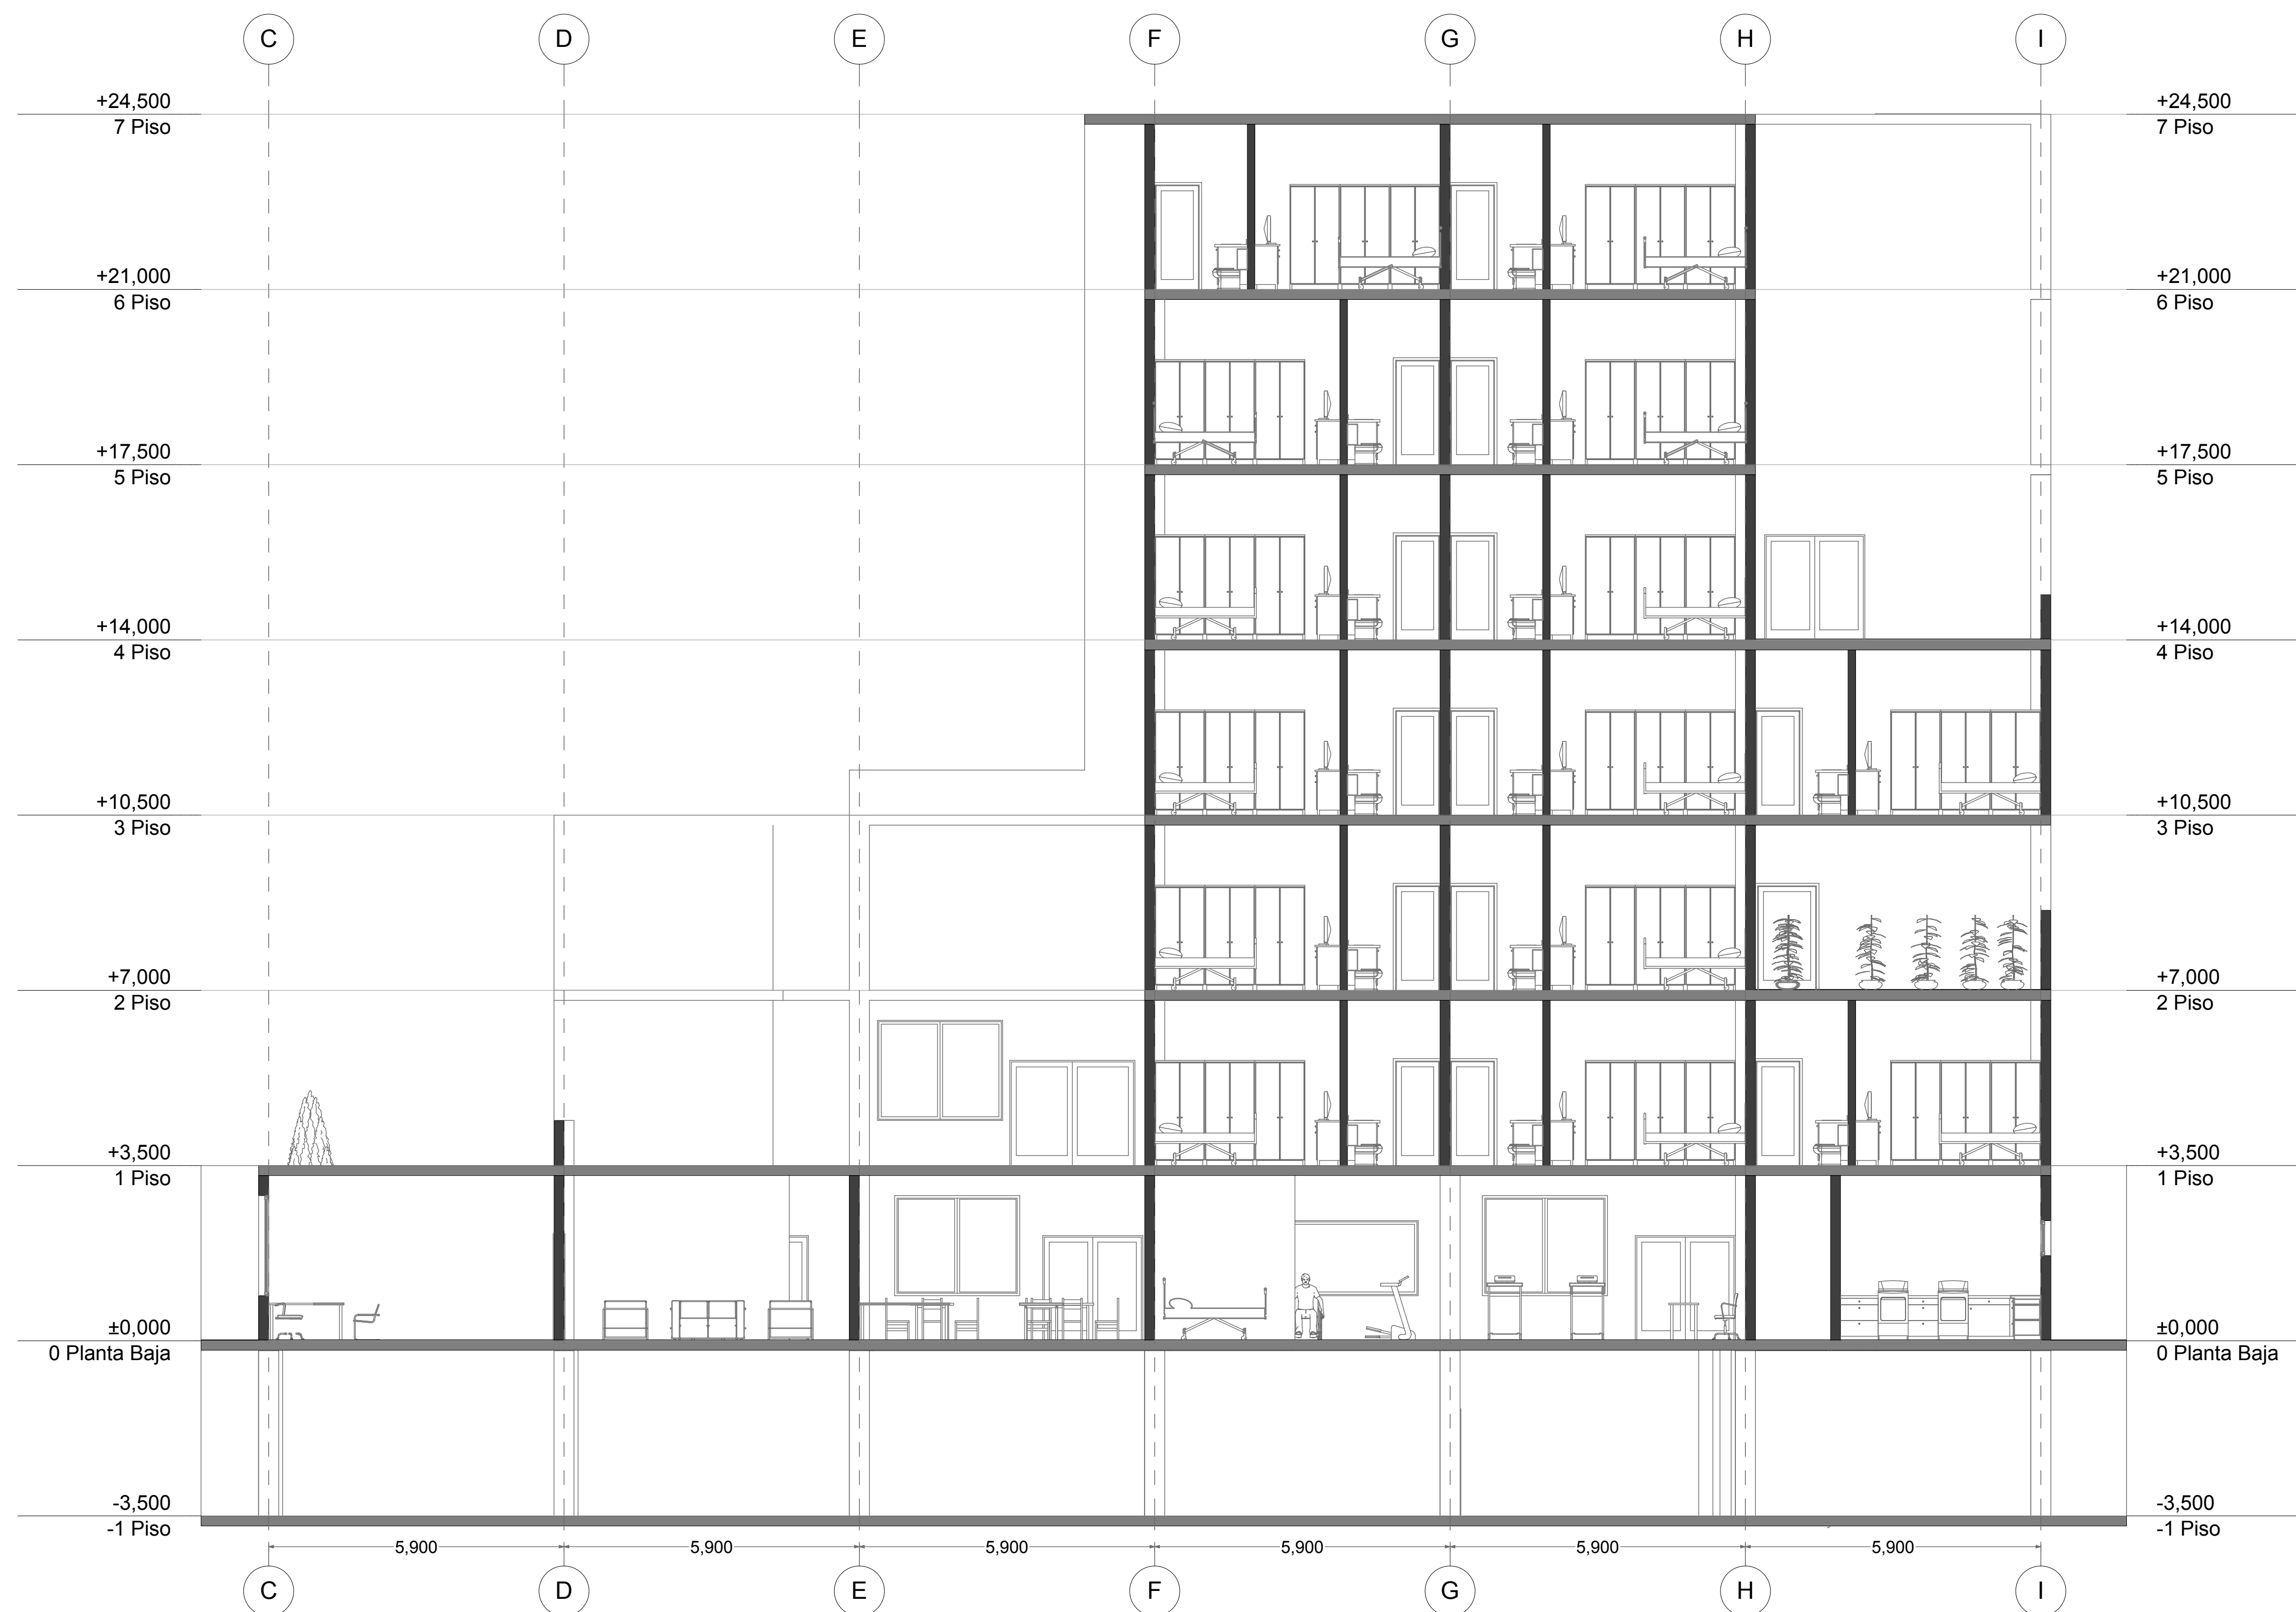 C D E F G H I
+24,500 +24,500
7 Piso 7 Piso
+21,000 +21,000
6 Piso 6 Piso
+17,500 +17,500
5 Piso 5 Piso
+14,000 +14,000
4 Piso 4 Piso
+10,500 +10,500
3 Piso 3 Piso
+7,000 +7,000
2 Piso 2 Piso
+3,500 +3,500
1 Piso 1 Piso
±0,000 ±0,000
0 Planta Baja 0 Planta Baja
-3,500 -3,500
-1 Piso -1 Piso
5,900 5,900 5,900 5,900 5,900 5,900
C D E F G H I